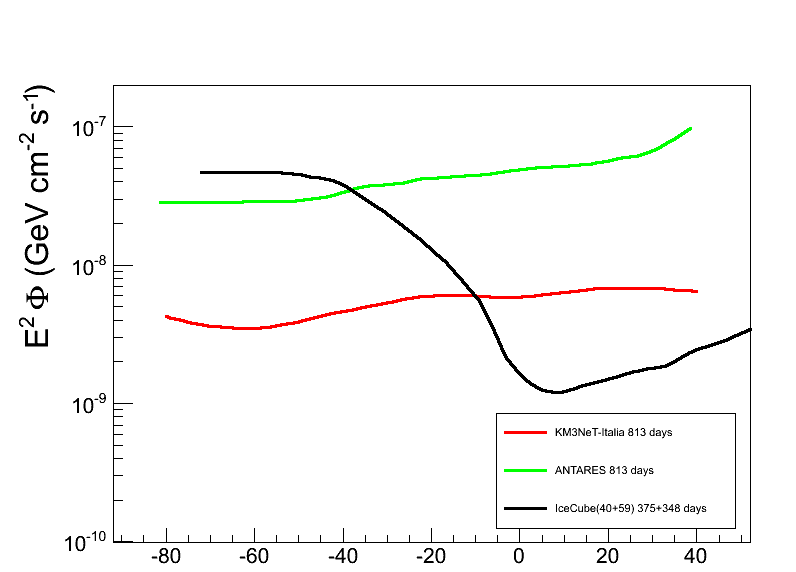 E² Φ (GeV cm⁻² s⁻¹)
10⁻⁷
10⁻⁸
10⁻⁹
10⁻¹⁰
KM3NeT-Italia 813 days
ANTARES 813 days
IceCube(40+59) 375+348 days
-80 -60 -40 -20 0 20 40